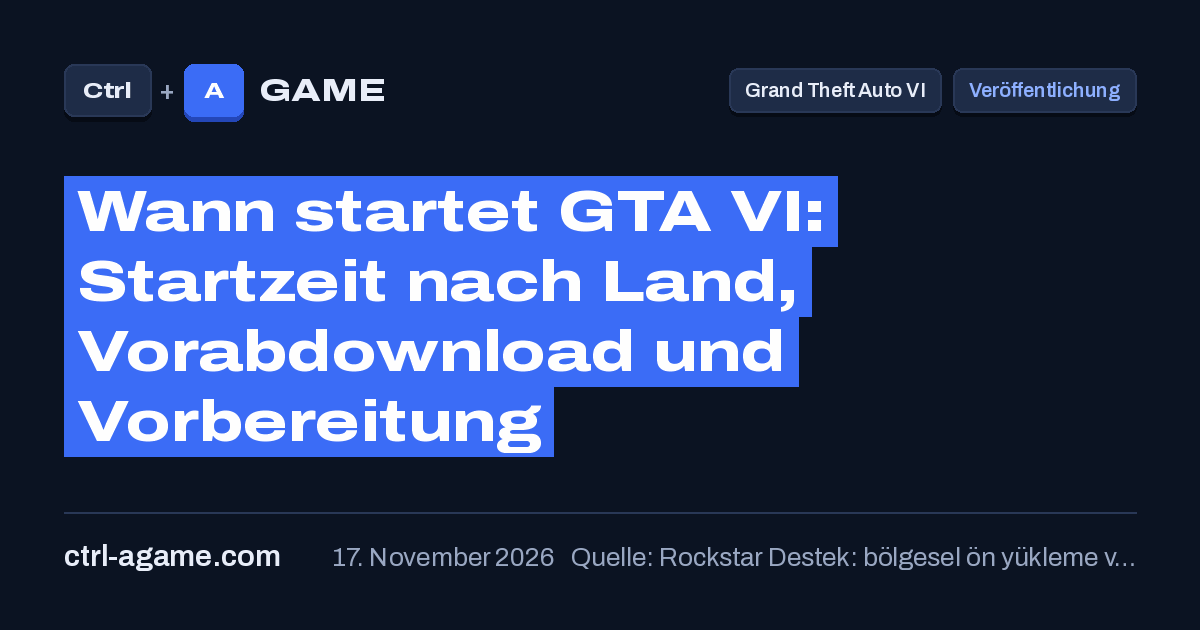 Ctrl + A GAME
Grand Theft Auto VI
Veröffentlichung
Wann startet GTA VI:
Startzeit nach Land,
Vorabdownload und
Vorbereitung
ctrl-agame.com
17. November 2026 Quelle: Rockstar Destek: bölgesel ön yükleme v...